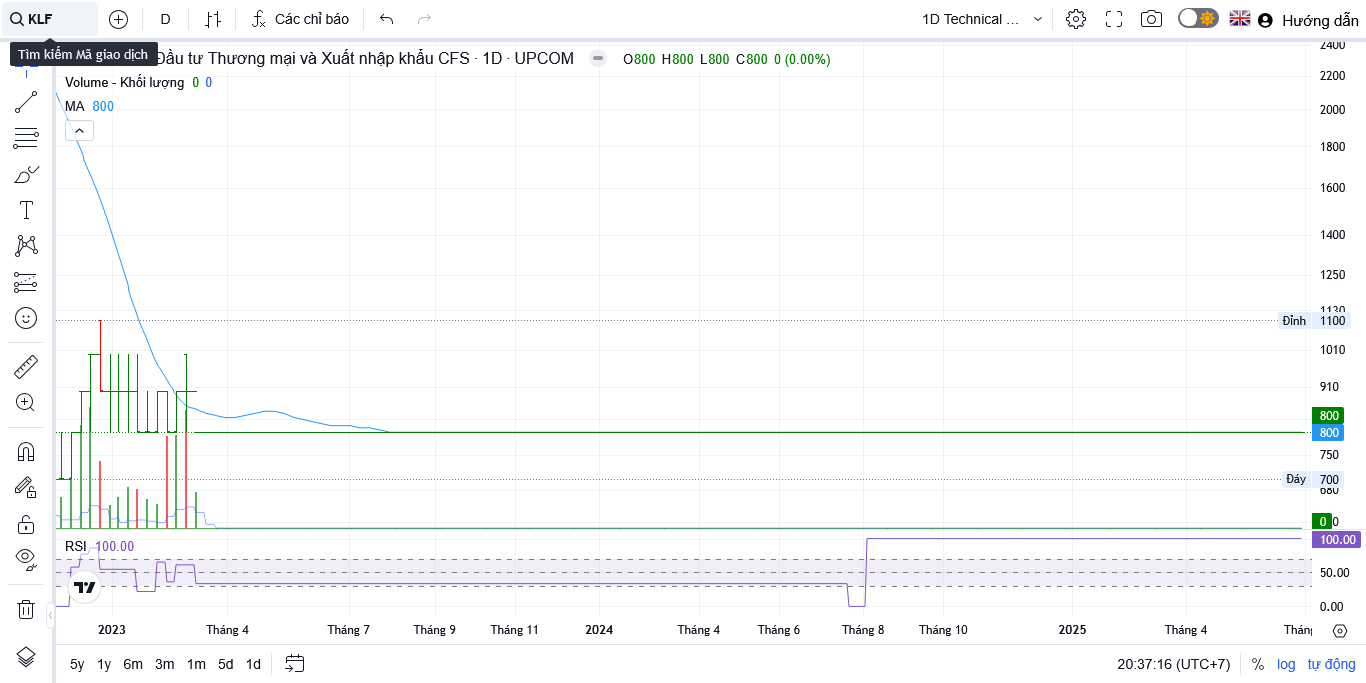 KLF
D
Các chỉ báo
1D Technical ...
Hướng dẫn
Tìm kiếm Mã giao dịch
Đầu tư Thương mại và Xuất nhập khẩu CFS · 1D · UPCOM
O800 H800 L800 C800 0 (0.00%)
Volume - Khối lượng 0 0
MA 800
2400
2200
2000
1800
1600
1400
1250
1130
Đỉnh 1100
1010
910
800
800
750
Đáy 700
680
0
RSI 100.00
100.00
50.00
0.00
2023 Tháng 4 Tháng 7 Tháng 9 Tháng 11 2024 Tháng 4 Tháng 6 Tháng 8 Tháng 10 2025 Tháng 4
5y 1y 6m 3m 1m 5d 1d
20:37:16 (UTC+7) % log tự động